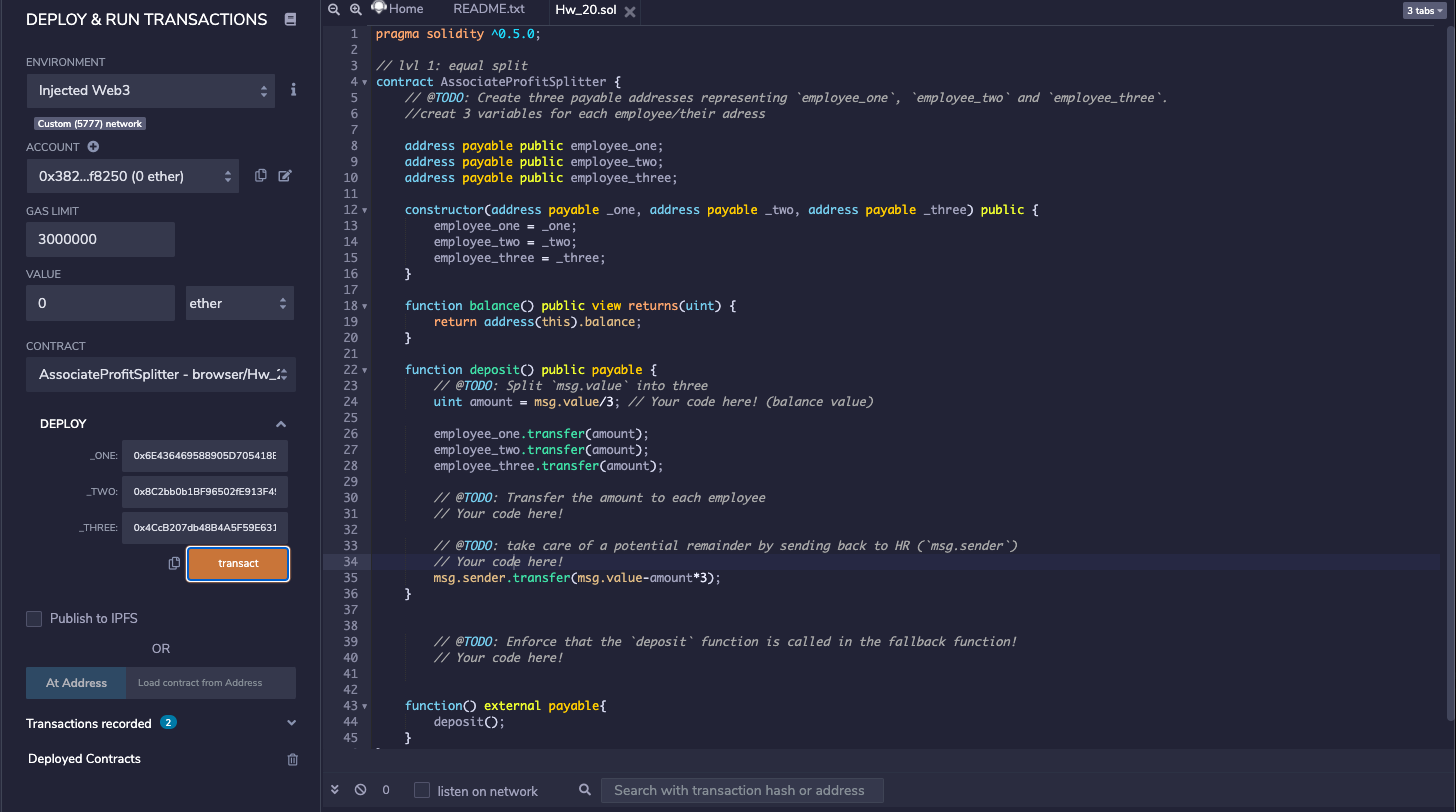 DEPLOY & RUN TRANSACTIONS
ENVIRONMENT
Injected Web3
i
Custom (5777) network
ACCOUNT
0x382...f8250 (0 ether)
GAS LIMIT
3000000
VALUE
0
ether
CONTRACT
AssociateProfitSplitter - browser/Hw_2
DEPLOY
_ONE:
0x6E436469588905D705418E
_TWO:
0x8C2bb0b1BF96502fE913F49
_THREE:
0x4CcB207db48B4A5F59E631
transact
Publish to IPFS
OR
At Address
Load contract from Address
Transactions recorded 2
Deployed Contracts
Home
README.txt
Hw_20.sol
3 tabs
1 pragma solidity ^0.5.0;
2
3 // lvl 1: equal split
4 contract AssociateProfitSplitter {
5 // @TODO: Create three payable addresses representing `employee_one`, `employee_two` and `employee_three`.
6 //creat 3 variables for each employee/their adress
7
8 address payable public employee_one;
9 address payable public employee_two;
10 address payable public employee_three;
11
12 constructor(address payable _one, address payable _two, address payable _three) public {
13 employee_one = _one;
14 employee_two = _two;
15 employee_three = _three;
16 }
17
18 function balance() public view returns(uint) {
19 return address(this).balance;
20 }
21
22 function deposit() public payable {
23 // @TODO: Split `msg.value` into three
24 uint amount = msg.value/3; // Your code here! (balance value)
25
26 employee_one.transfer(amount);
27 employee_two.transfer(amount);
28 employee_three.transfer(amount);
29
30 // @TODO: Transfer the amount to each employee
31 // Your code here!
32
33 // @TODO: take care of a potential remainder by sending back to HR (`msg.sender`)
34 // Your code here!
35 msg.sender.transfer(msg.value-amount*3);
36 }
37
38
39 // @TODO: Enforce that the `deposit` function is called in the fallback function!
40 // Your code here!
41
42
43 function() external payable{
44 deposit();
45 }
0
listen on network
Search with transaction hash or address